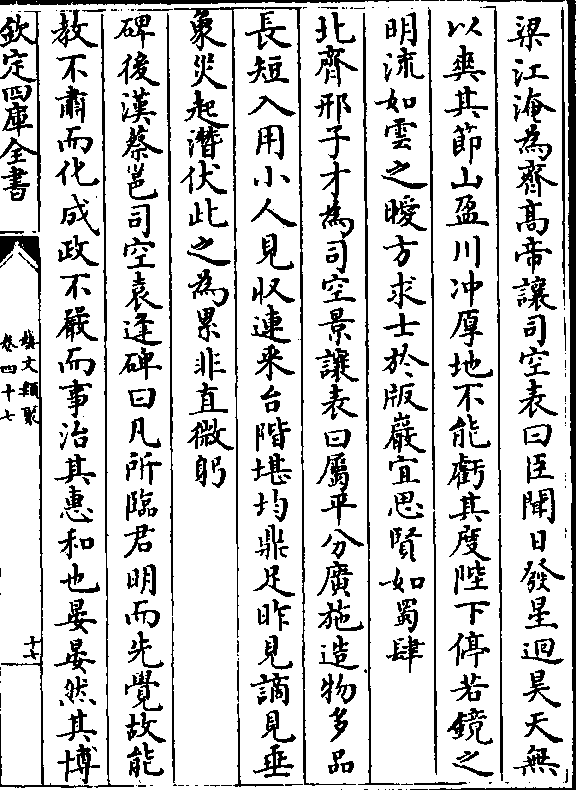 梁江淹為齊高帝讓司空表曰臣聞日發星迴昊天無
以爽其節山盈川冲厚地不能虧其度陛下停若鏡之
明流如雲之曖方求士於版巖宜思賢如蜀肆
北齊邢子才為司空景讓表曰屬平分廣施造物多品
長短入用小人見収連釆台階堪均鼎足昨見謫見垂
象災起潛伏此之為累非直微躬
碑後漢蔡邕司空袁逢碑曰凡所臨君明而先覺故能
教不肅而化成政不嚴而事治其惠和也晏晏然其博
欽定四庫全書
藝文類聚
卷四十七
十七